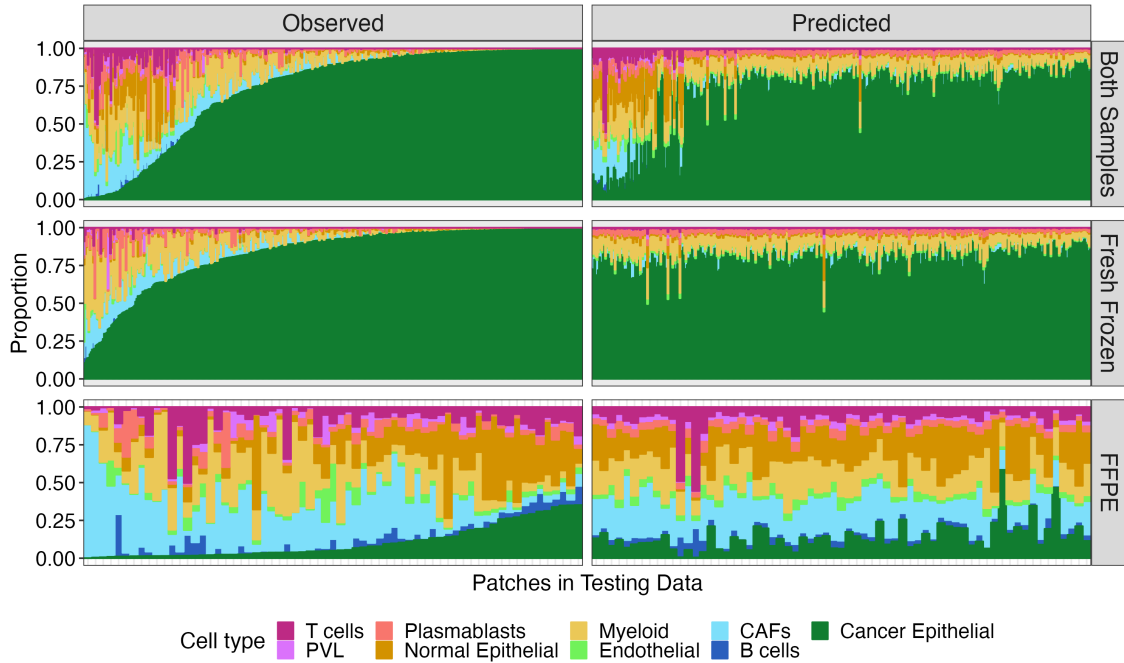 Observed
Predicted
1.00
0.75
0.50
0.25
0.00
Both Samples
1.00
0.75
0.50
0.25
0.00
Fresh Frozen
1.00
0.75
0.50
0.25
0.00
FFPE
Proportion
Patches in Testing Data
Cell type
T cells
Plasmablasts
Myeloid
CAFs
Cancer Epithelial
PVL
Normal Epithelial
Endothelial
B cells